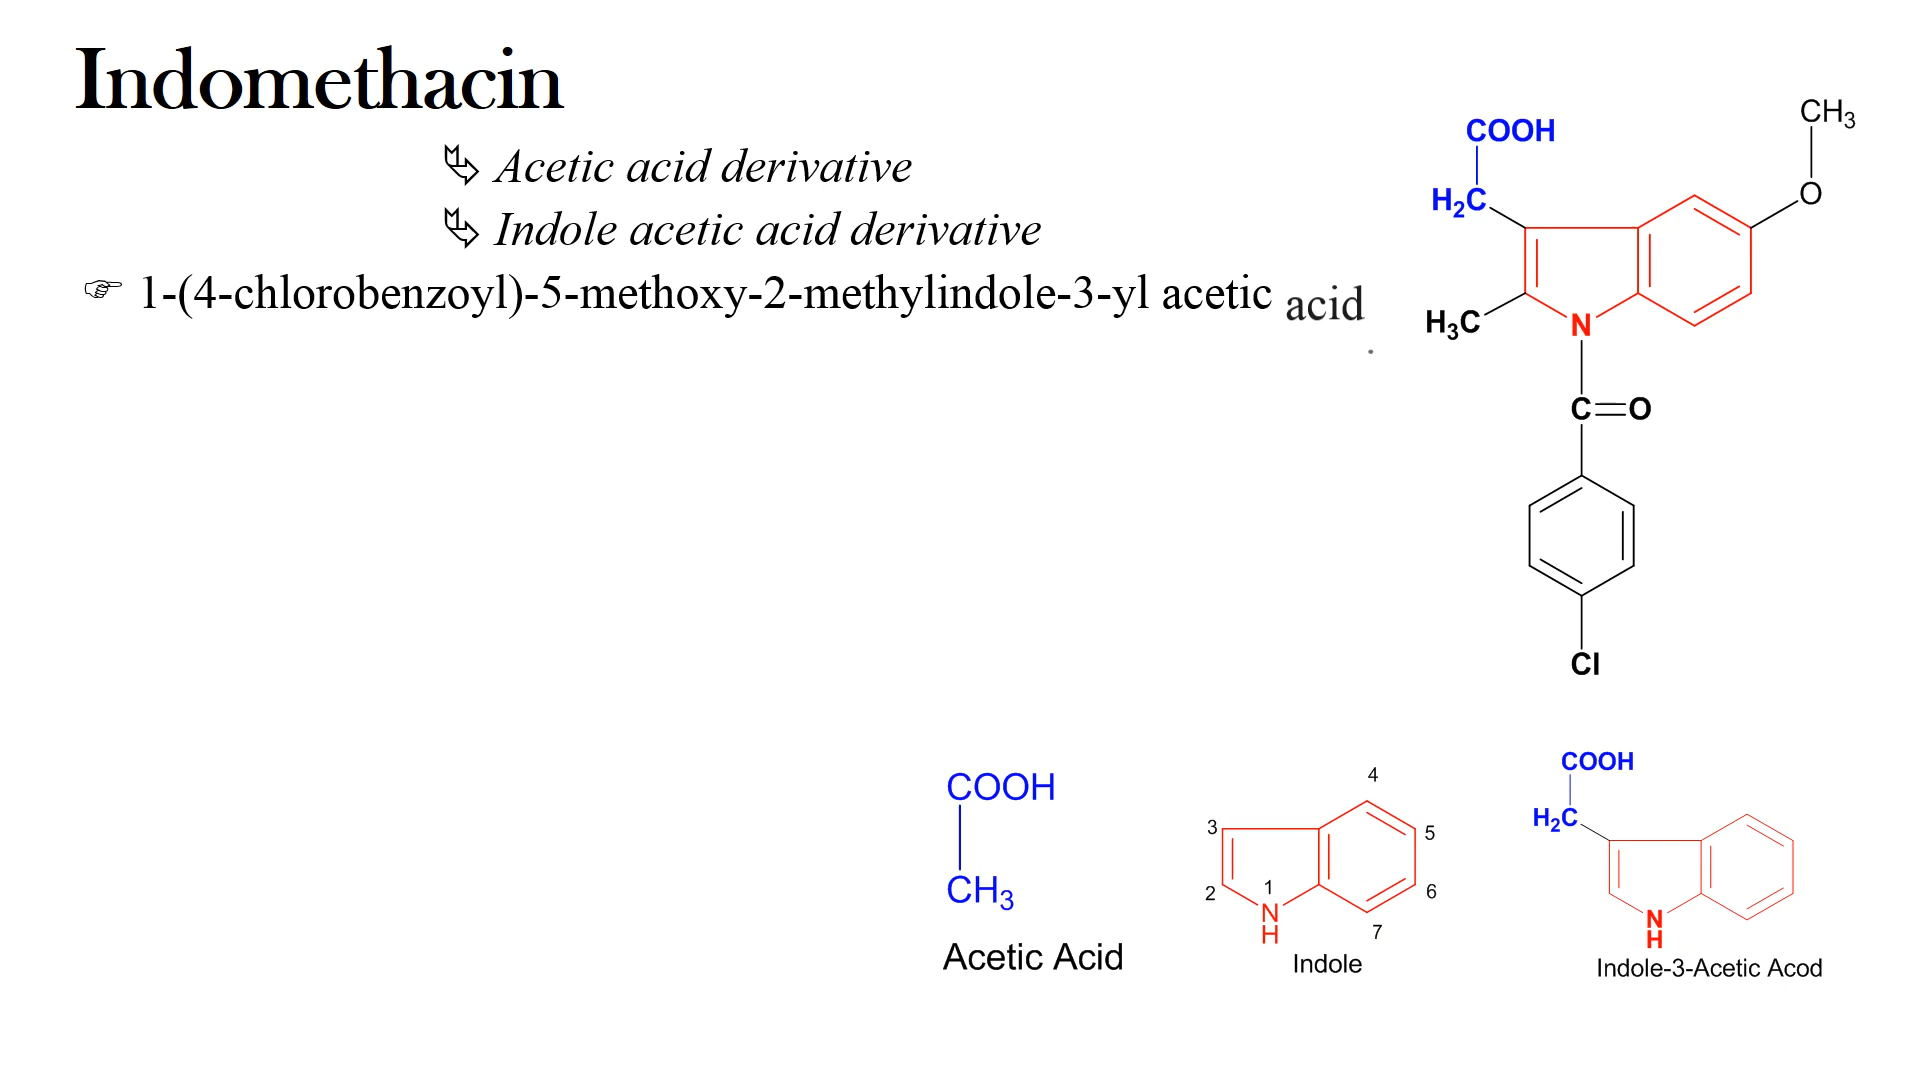 Indomethacin
Acetic acid derivative
Indole acetic acid derivative
1-(4-chlorobenzoyl)-5-methoxy-2-methylindole-3-yl acetic acid
.
COOH
H₂C
CH₃
O
H₃C
N
C=O
Cl
COOH
CH₃
Acetic Acid
4
3
5
2
1
6
N
H
7
Indole
COOH
H₂C
N
H
Indole-3-Acetic Acod